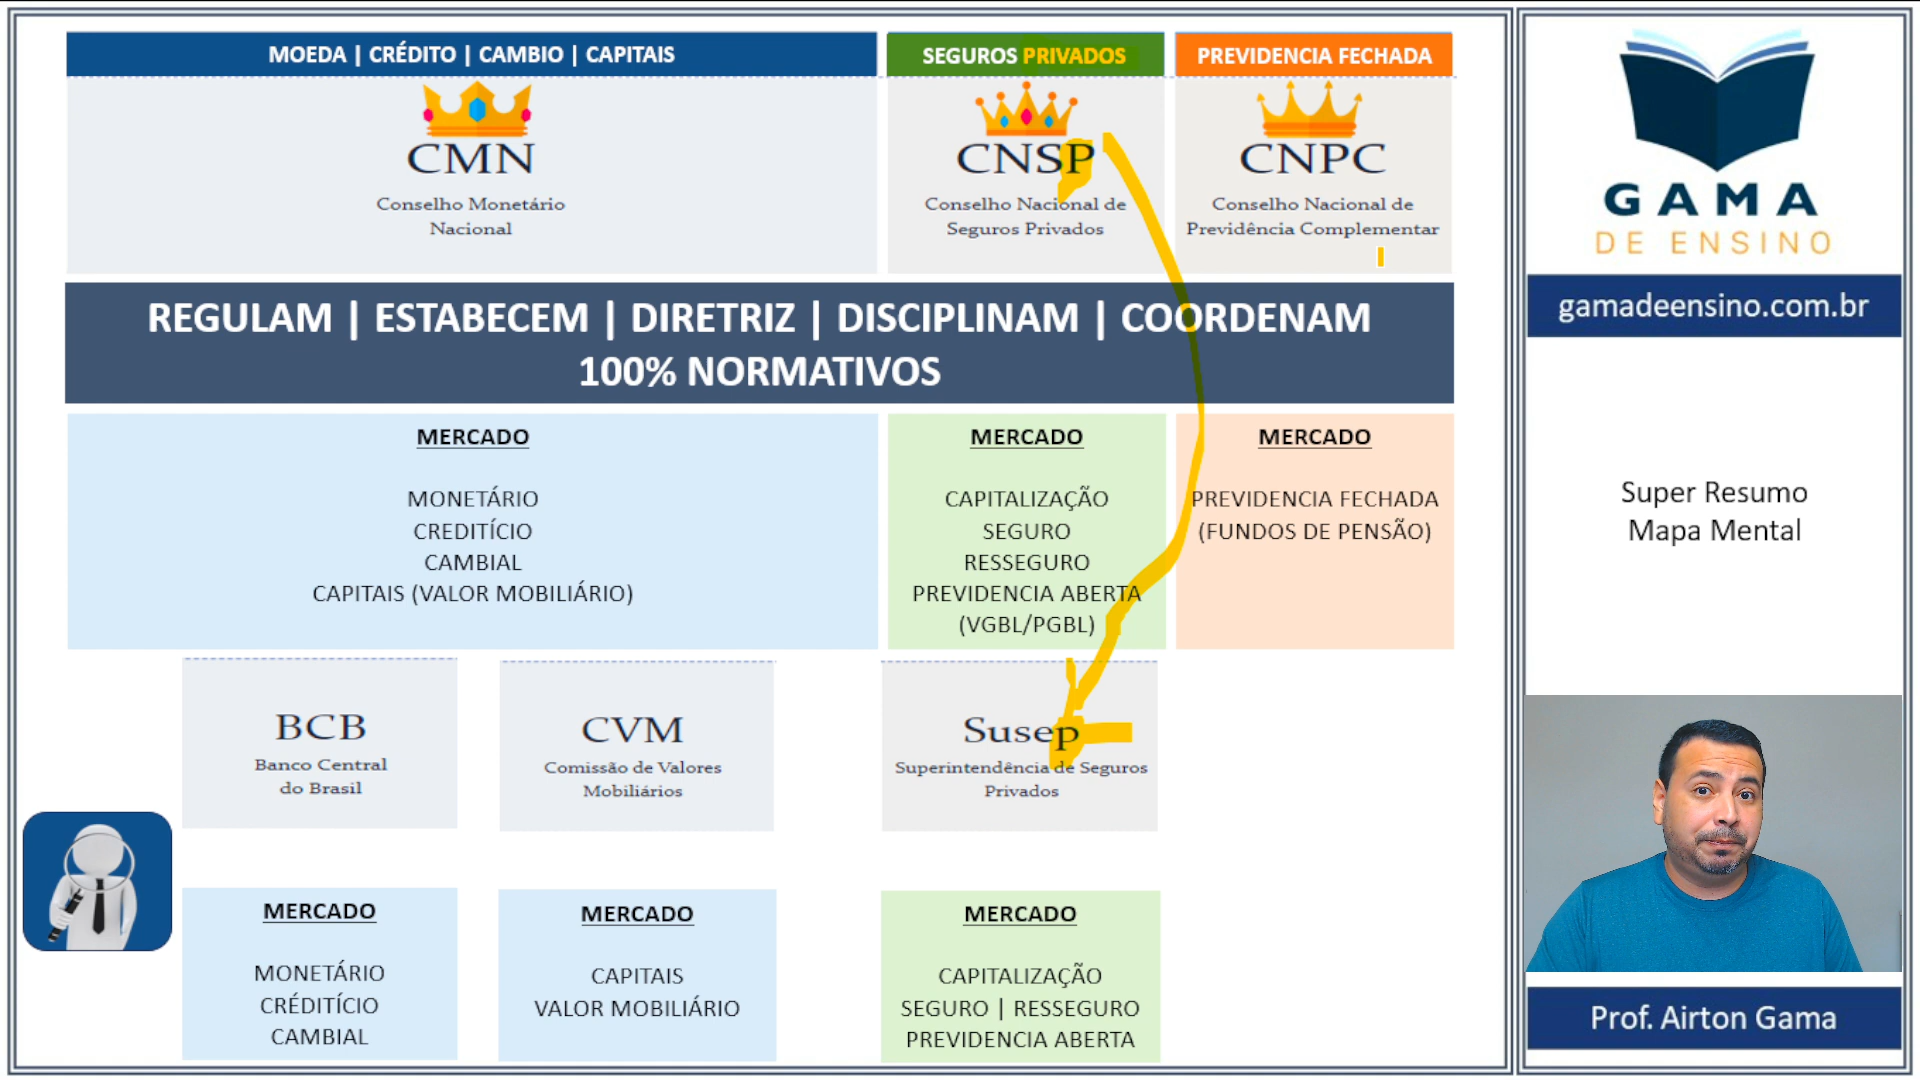 MOEDA | CRÉDITO | CAMBIO | CAPITAIS
SEGUROS PRIVADOS
PREVIDENCIA FECHADA
CMN
Conselho Monetário
Nacional
CNSP
Conselho Nacional de
Seguros Privados
CNPC
Conselho Nacional de
Previdência Complementar
REGULAM | ESTABECEM | DIRETRIZ | DISCIPLINAM | COORDENAM
100% NORMATIVOS
MERCADO
MONETÁRIO
CREDITÍCIO
CAMBIAL
CAPITAIS (VALOR MOBILIÁRIO)
MERCADO
CAPITALIZAÇÃO
SEGURO
RESSEGURO
PREVIDENCIA ABERTA
(VGBL/PGBL)
MERCADO
PREVIDENCIA FECHADA
(FUNDOS DE PENSÃO)
BCB
Banco Central
do Brasil
CVM
Comissão de Valores
Mobiliários
Susep
Superintendência de Seguros
Privados
MERCADO
MONETÁRIO
CRÉDITÍCIO
CAMBIAL
MERCADO
CAPITAIS
VALOR MOBILIÁRIO
MERCADO
CAPITALIZAÇÃO
SEGURO | RESSEGURO
PREVIDENCIA ABERTA
GAMA
DE ENSINO
gamadeensino.com.br
Super Resumo
Mapa Mental
Prof. Airton Gama